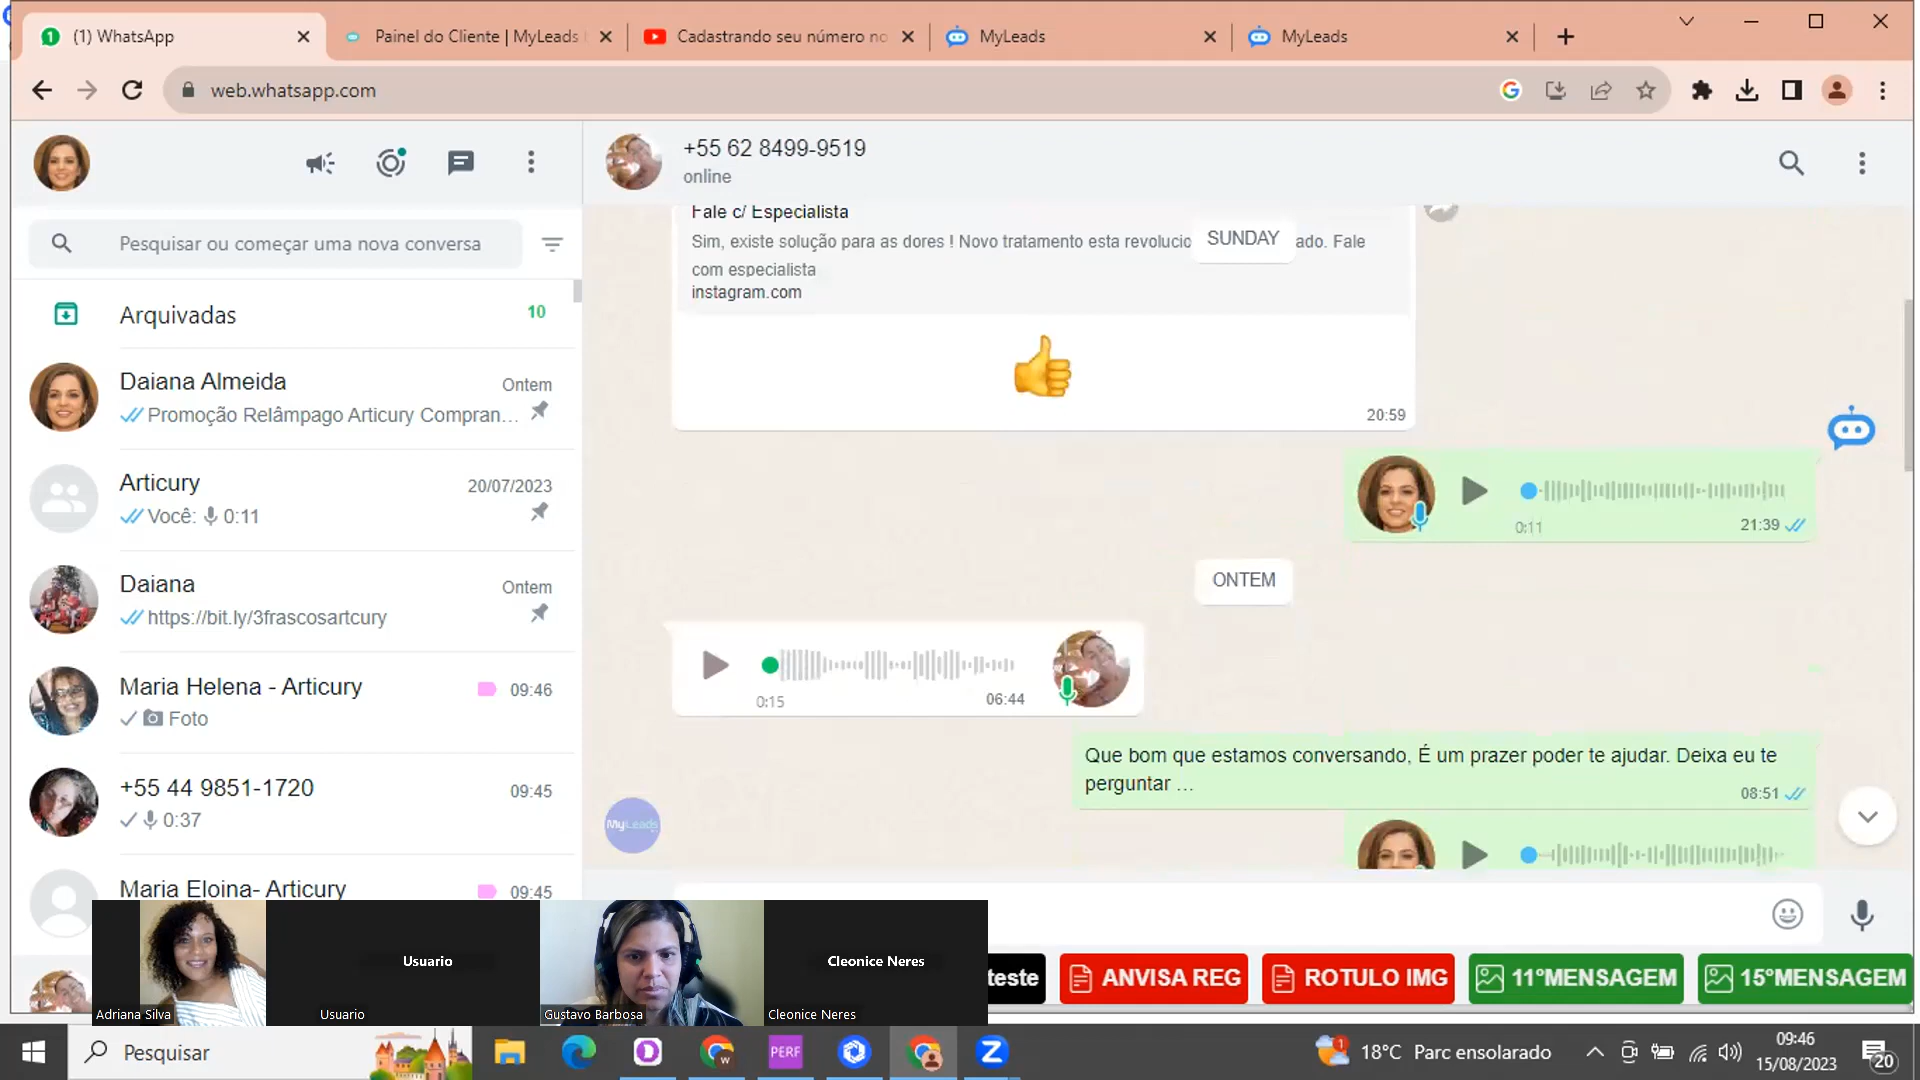 (1) WhatsApp
Painel do Cliente | MyLeads
Cadastrando seu número no
MyLeads
MyLeads
web.whatsapp.com
+55 62 8499-9519
online
Pesquisar ou começar uma nova conversa
Arquivadas
10
Daiana Almeida
Ontem
Promoção Relâmpago Articury Compran...
Articury
20/07/2023
Você: 0:11
Daiana
Ontem
https://bit.ly/3frascosartcury
Maria Helena - Articury
09:46
Foto
+55 44 9851-1720
09:45
0:37
Maria Eloina- Articury
09:45
Fale c/ Especialista
Sim, existe solução para as dores ! Novo tratamento esta revolucio
SUNDAY
ado. Fale
com especialista
instagram.com
20:59
0:11
21:39
ONTEM
0:15
06:44
Que bom que estamos conversando, É um prazer poder te ajudar. Deixa eu te
perguntar ...
08:51
MyLeads
teste
ANVISA REG
ROTULO IMG
11°MENSAGEM
15°MENSAGEM
Adriana Silva
Usuario
Usuario
Gustavo Barbosa
Cleonice Neres
Cleonice Neres
Pesquisar
PERF
W
1
18°C Parc ensolarado
09:46
15/08/2023
20